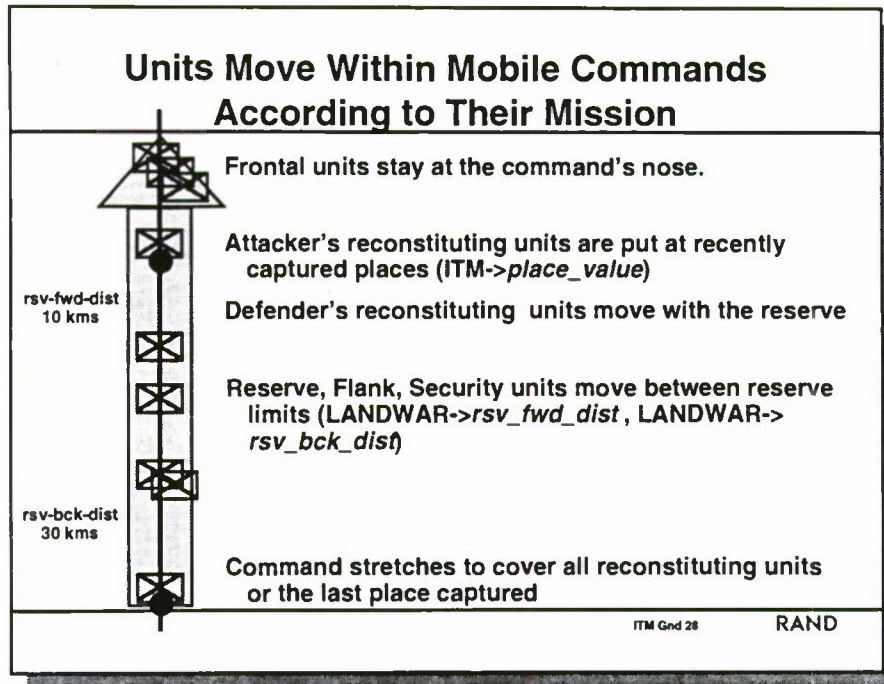 Units Move Within Mobile Commands
According to Their Mission
Frontal units stay at the command's nose.
Attacker's reconstituting units are put at recently
captured places (ITM->place_value)
rsv-fwd-dist
10 kms
Defender's reconstituting units move with the reserve
Reserve, Flank, Security units move between reserve
limits (LANDWAR->rsv_fwd_dist, LANDWAR->
rsv_bck_dist)
rsv-bck-dist
30 kms
Command stretches to cover all reconstituting units
or the last place captured
ITM Gnd 28
RAND